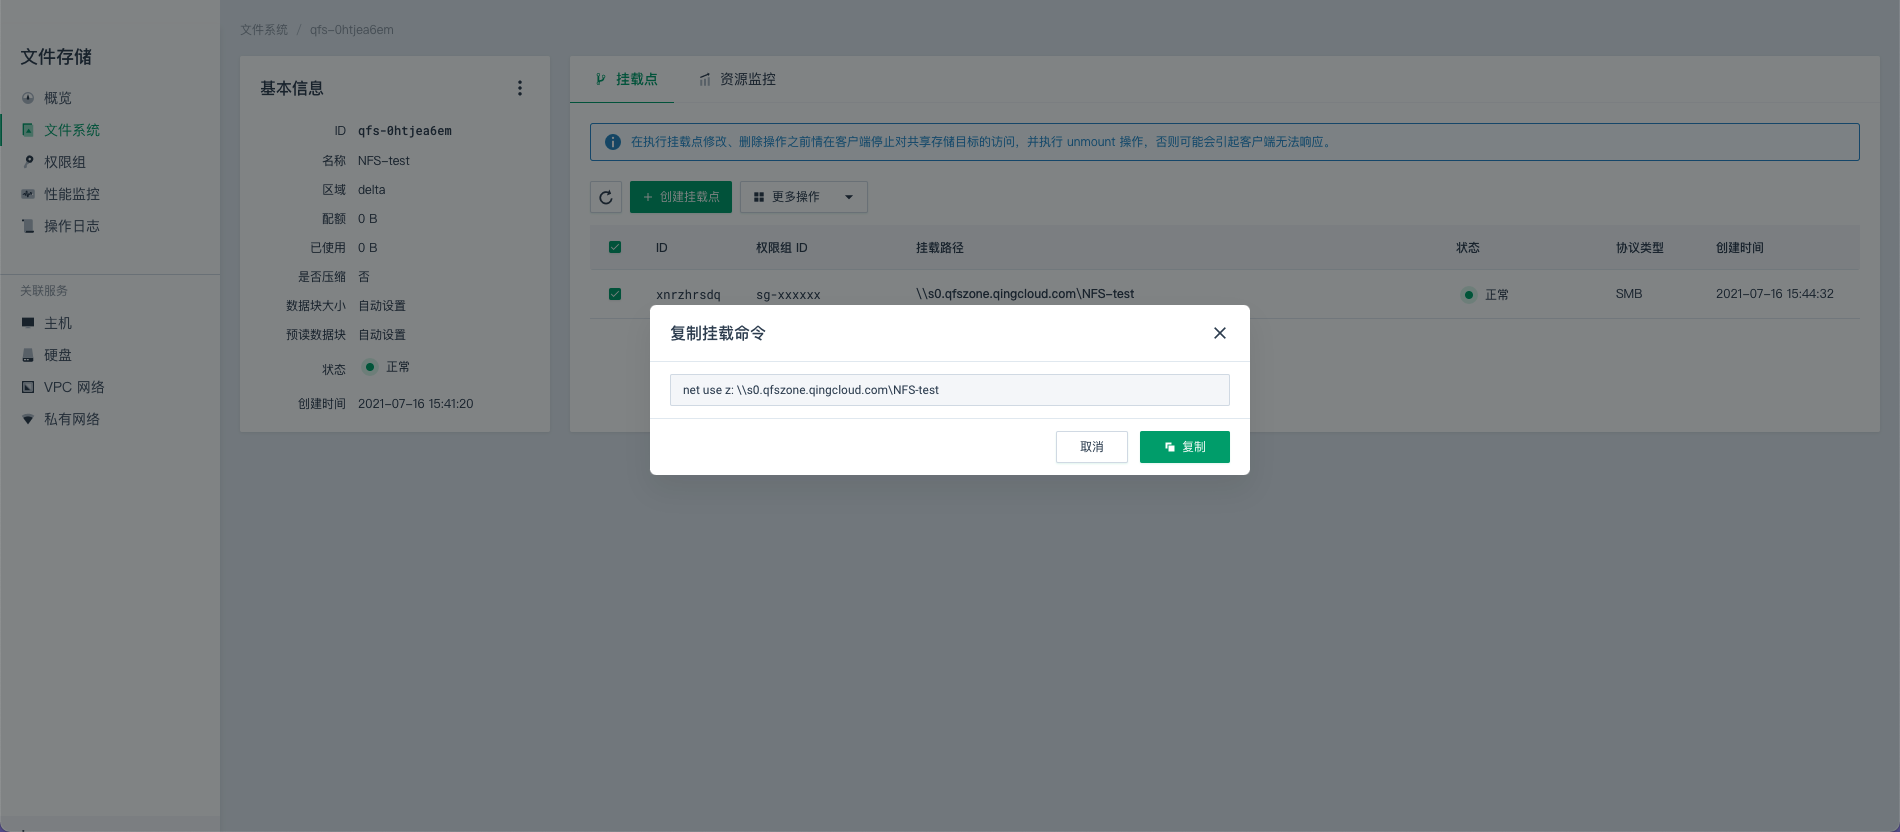 文件存储
概览
文件系统
权限组
性能监控
操作日志
关联服务
主机
硬盘
VPC 网络
私有网络
文件系统 / qfs-0htjea6em
基本信息
ID qfs-0htjea6em
名称 NFS-test
区域 delta
配额 0 B
已使用 0 B
是否压缩 否
数据块大小 自动设置
预读数据块 自动设置
状态 正常
创建时间 2021-07-16 15:41:20
挂载点 资源监控
在执行挂载点修改、删除操作之前情在客户端停止对共享存储目标的访问，并执行 unmount 操作，否则可能会引起客户端无法响应。
+ 创建挂载点 更多操作
ID 权限组 ID 挂载路径 状态 协议类型 创建时间
xnrzhrsdq sg-xxxxxx \\s0.qfszone.qingcloud.com\NFS-test 正常 SMB 2021-07-16 15:44:32
复制挂载命令
net use z: \\s0.qfszone.qingcloud.com\NFS-test
取消 复制